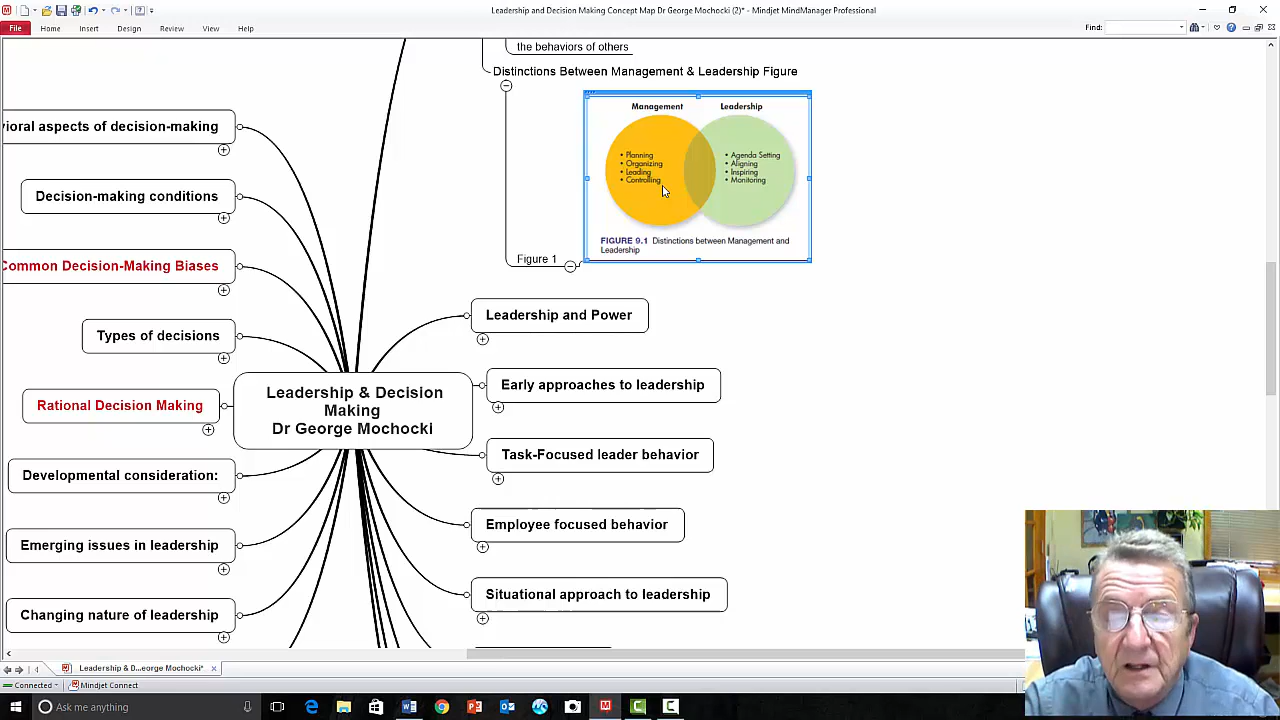 Leadership and Decision Making Concept Map Dr George Mochocki (2)* - Mindjet MindManager Professional
File
Home
Insert
Design
Review
View
Help
Find:
the behaviors of others
Distinctions Between Management & Leadership Figure
Management
Leadership
• Planning
• Organizing
• Leading
• Controlling
• Agenda Setting
• Aligning
• Inspiring
• Monitoring
FIGURE 9.1 Distinctions between Management and
Leadership
Figure 1
vioral aspects of decision-making
Decision-making conditions
Common Decision-Making Biases
Types of decisions
Rational Decision Making
Developmental consideration:
Emerging issues in leadership
Changing nature of leadership
Leadership & Decision
Making
Dr George Mochocki
Leadership and Power
Early approaches to leadership
Task-Focused leader behavior
Employee focused behavior
Situational approach to leadership
Leadership & D...eorge Mochocki*
Connected
Mindjet Connect
Ask me anything